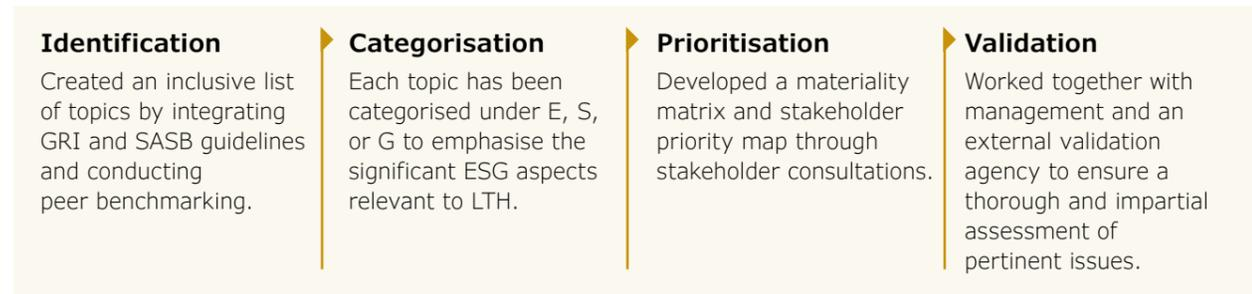 Identification
Created an inclusive list
of topics by integrating
GRI and SASB guidelines
and conducting
peer benchmarking.
Categorisation
Each topic has been
categorised under E, S,
or G to emphasise the
significant ESG aspects
relevant to LTH.
Prioritisation
Developed a materiality
matrix and stakeholder
priority map through
stakeholder consultations.
Validation
Worked together with
management and an
external validation
agency to ensure a
thorough and impartial
assessment of
pertinent issues.